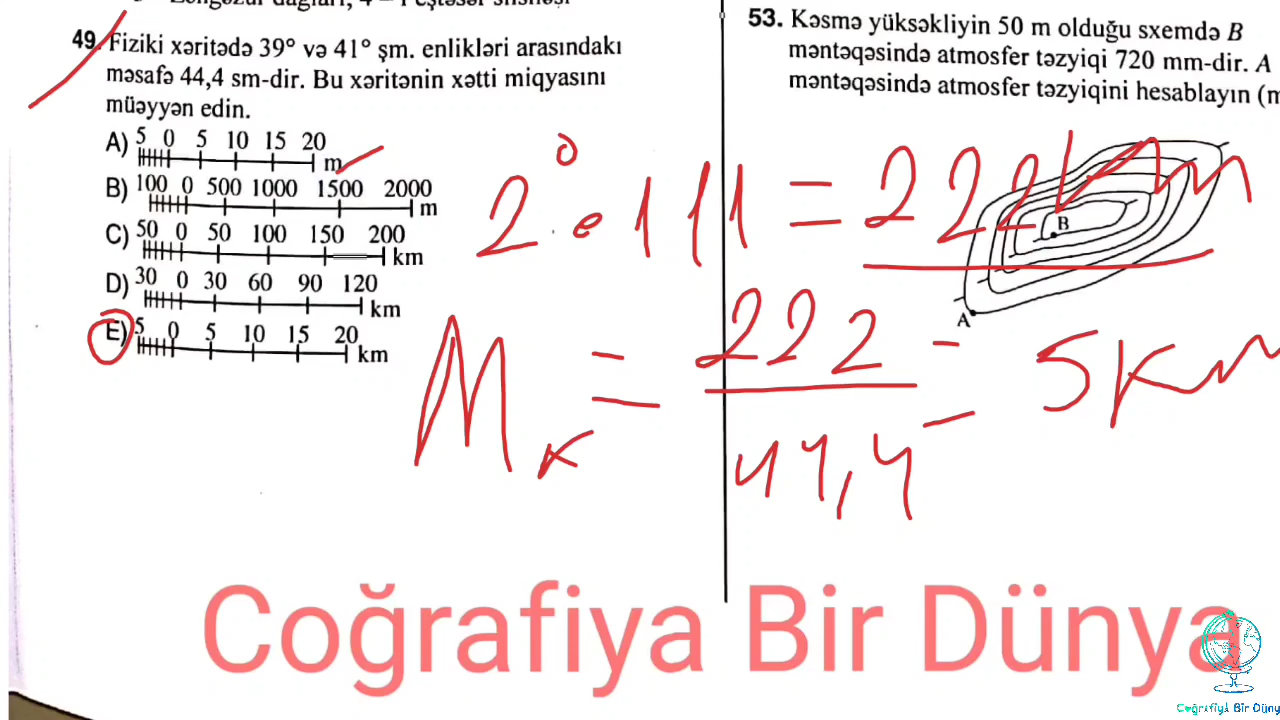 49. Fiziki xəritədə 39° və 41° şm. enlikləri arasındakı
məsafə 44,4 sm-dir. Bu xəritənin xətti miqyasını
müəyyən edin.
A) 5 0 5 10 15 20 m
B) 100 0 500 1000 1500 2000 m
C) 50 0 50 100 150 200 km
D) 30 0 30 60 90 120 km
E) 5 0 5 10 15 20 km
53. Kəsmə yüksəkliyin 50 m olduğu sxemdə B
məntəqəsində atmosfer təzyiqi 720 mm-dir. A
məntəqəsində atmosfer təzyiqini hesablayın (m
B
A
2° • 111 = 222 km
Mk = 222 / 44,4 = 5 km
Coğrafiya Bir Dünya
Coğrafiya Bir Düny